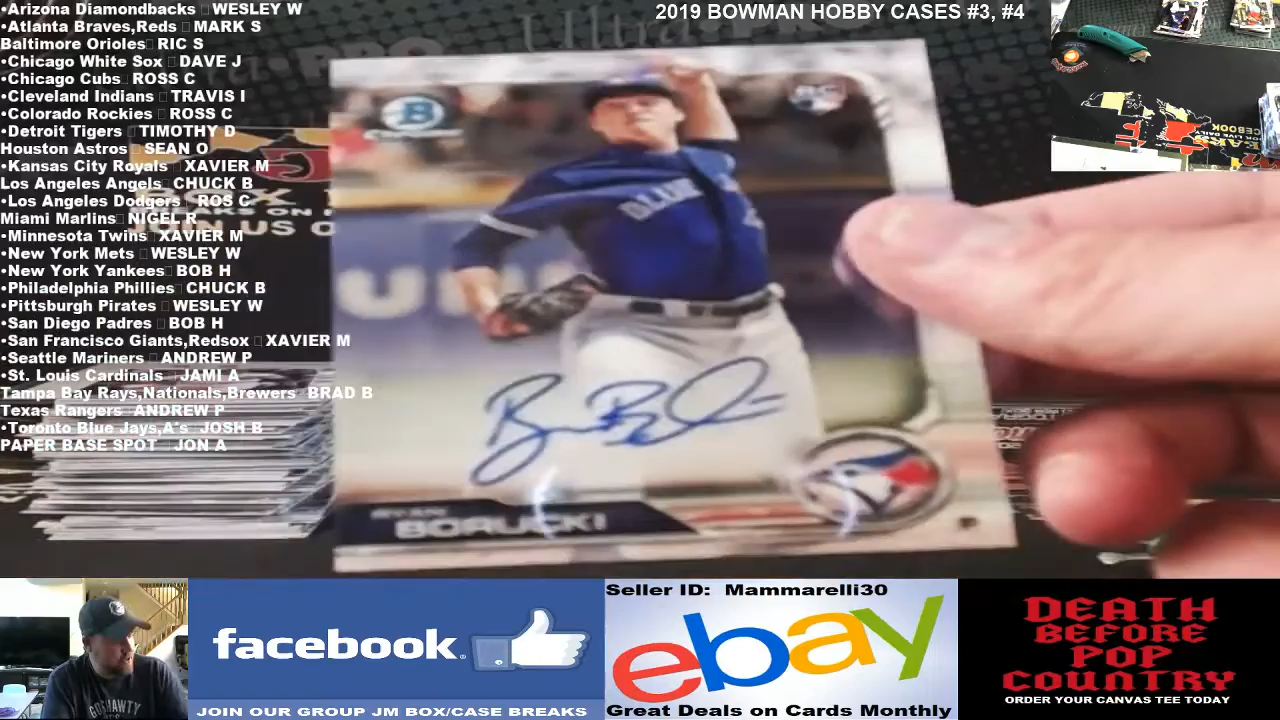 •Arizona Diamondbacks WESLEY W
•Atlanta Braves,Reds MARK S
Baltimore Orioles RIC S
•Chicago White Sox DAVE J
•Chicago Cubs ROSS C
•Cleveland Indians TRAVIS I
•Colorado Rockies ROSS C
•Detroit Tigers TIMOTHY D
Houston Astros SEAN O
•Kansas City Royals XAVIER M
Los Angeles Angels CHUCK B
•Los Angeles Dodgers ROS C
Miami Marlins NIGEL R
•Minnesota Twins XAVIER M
•New York Mets WESLEY W
•New York Yankees BOB H
•Philadelphia Phillies CHUCK B
•Pittsburgh Pirates WESLEY W
•San Diego Padres BOB H
•San Francisco Giants,Redsox XAVIER M
•Seattle Mariners ANDREW P
•St. Louis Cardinals JAMI A
Tampa Bay Rays,Nationals,Brewers BRAD B
Texas Rangers ANDREW P
•Toronto Blue Jays,A's JOSH B
PAPER BASE SPOT JON A
2019 BOWMAN HOBBY CASES #3, #4
Ultra
B
RC
RYAN
BORUCKI
facebook
JOIN OUR GROUP JM BOX/CASE BREAKS
Seller ID: Mammarelli30
ebay
Great Deals on Cards Monthly
DEATH
BEFORE
POP
COUNTRY
ORDER YOUR CANVAS TEE TODAY